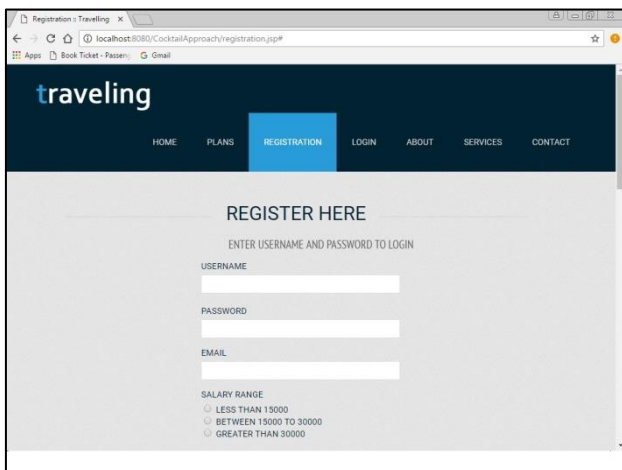 Registration :: Travelling
localhost:8080/CocktailApproach/registration.jsp#
Apps Book Ticket - Passen Gmail
traveling
HOME PLANS REGISTRATION LOGIN ABOUT SERVICES CONTACT
REGISTER HERE
ENTER USERNAME AND PASSWORD TO LOGIN
USERNAME
PASSWORD
EMAIL
SALARY RANGE
LESS THAN 15000
BETWEEN 15000 TO 30000
GREATER THAN 30000